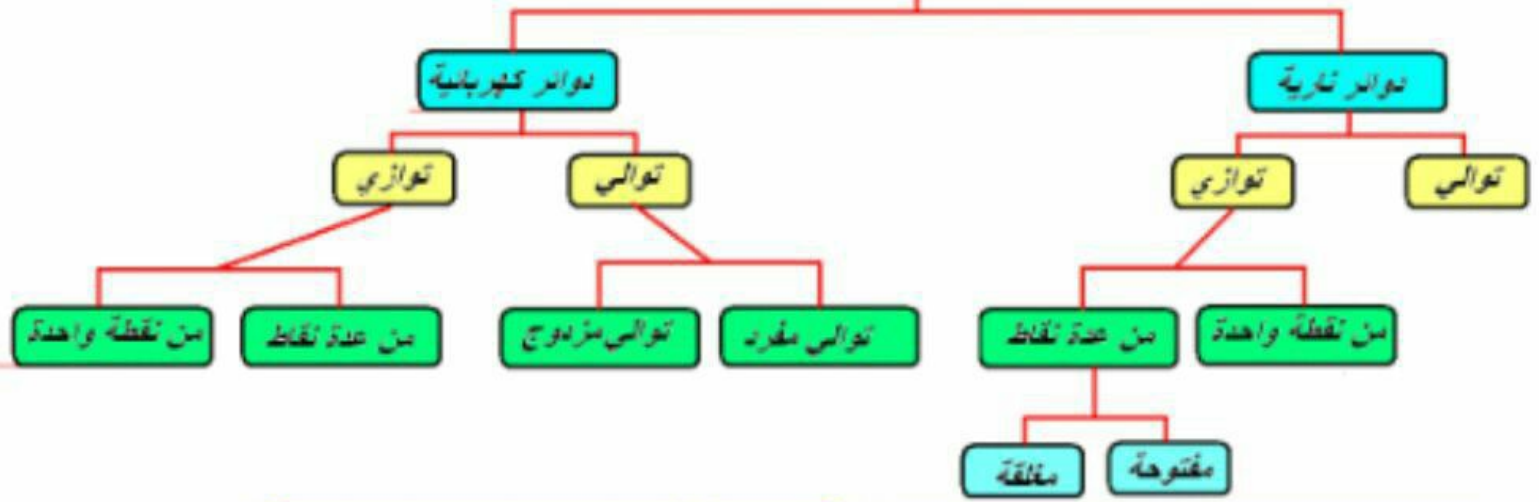 دوائر نارية
دوائر كهربائية
توالي
توازي
توالي
توازي
من نقطة واحدة
من عدة نقاط
توالي مفرد
توالي مزدوج
من عدة نقاط
من نقطة واحدة
مفتوحة
مغلقة